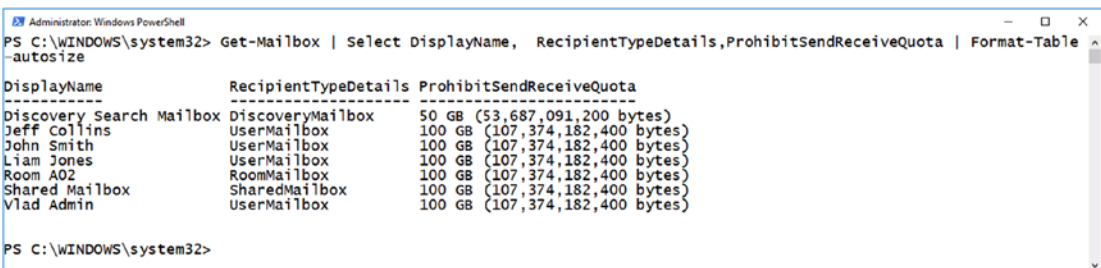 Administrator: Windows PowerShell
PS C:\WINDOWS\system32> Get-Mailbox | Select DisplayName, RecipientTypeDetails,ProhibitSendReceiveQuota | Format-Table
-autosize
DisplayName RecipientTypeDetails ProhibitSendReceiveQuota
----------- -------------------- ------------------------
Discovery Search Mailbox DiscoveryMailbox 50 GB (53,687,091,200 bytes)
Jeff Collins UserMailbox 100 GB (107,374,182,400 bytes)
John Smith UserMailbox 100 GB (107,374,182,400 bytes)
Liam Jones UserMailbox 100 GB (107,374,182,400 bytes)
Room A02 RoomMailbox 100 GB (107,374,182,400 bytes)
Shared Mailbox SharedMailbox 100 GB (107,374,182,400 bytes)
Vlad Admin UserMailbox 100 GB (107,374,182,400 bytes)
PS C:\WINDOWS\system32>